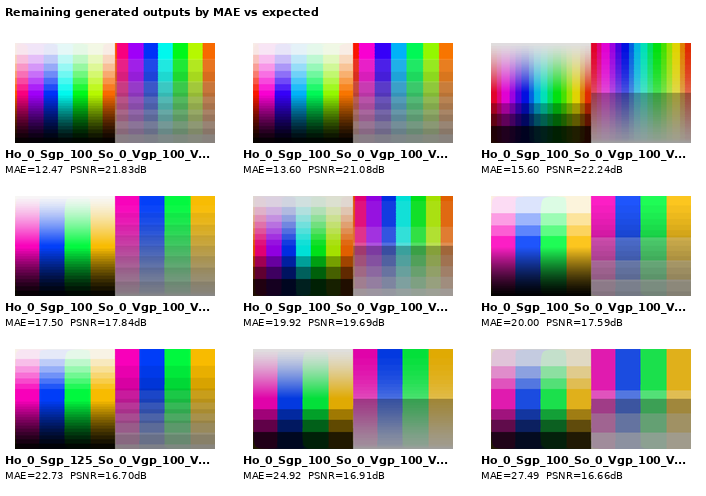 Remaining generated outputs by MAE vs expected
Ho_0_Sgp_100_So_0_Vgp_100_V...
MAE=12.47 PSNR=21.83dB
Ho_0_Sgp_100_So_0_Vgp_100_V...
MAE=13.60 PSNR=21.08dB
Ho_0_Sgp_100_So_0_Vgp_100_V...
MAE=15.60 PSNR=22.24dB
Ho_0_Sgp_100_So_0_Vgp_100_V...
MAE=17.50 PSNR=17.84dB
Ho_0_Sgp_100_So_0_Vgp_100_V...
MAE=19.92 PSNR=19.69dB
Ho_0_Sgp_100_So_0_Vgp_100_V...
MAE=20.00 PSNR=17.59dB
Ho_0_Sgp_125_So_0_Vgp_100_V...
MAE=22.73 PSNR=16.70dB
Ho_0_Sgp_100_So_0_Vgp_100_V...
MAE=24.92 PSNR=16.91dB
Ho_0_Sgp_100_So_0_Vgp_100_V...
MAE=27.49 PSNR=16.66dB